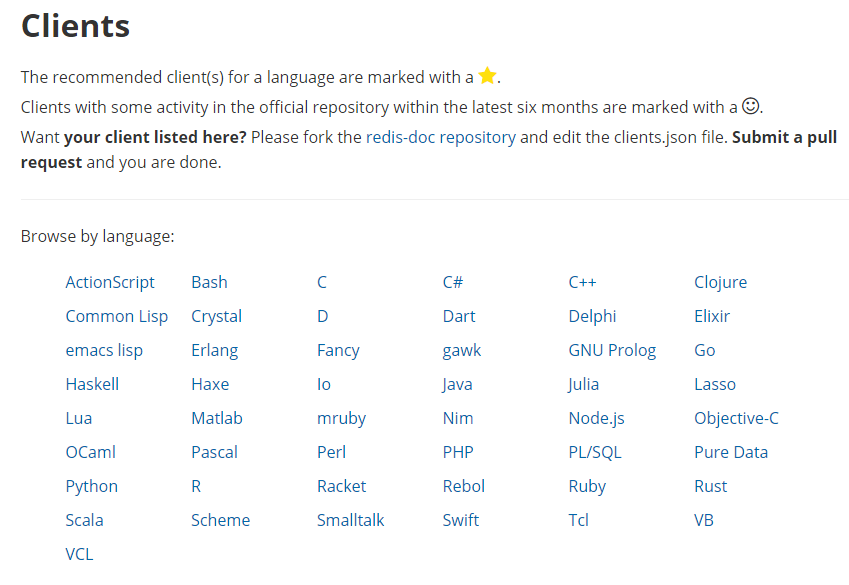 Clients
The recommended client(s) for a language are marked with a ⭐.
Clients with some activity in the official repository within the latest six months are marked with a ☺.
Want your client listed here? Please fork the redis-doc repository and edit the clients.json file. Submit a pull
request and you are done.
Browse by language:
ActionScript Bash C C# C++ Clojure
Common Lisp Crystal D Dart Delphi Elixir
emacs lisp Erlang Fancy gawk GNU Prolog Go
Haskell Haxe Io Java Julia Lasso
Lua Matlab mruby Nim Node.js Objective-C
OCaml Pascal Perl PHP PL/SQL Pure Data
Python R Racket Rebol Ruby Rust
Scala Scheme Smalltalk Swift Tcl VB
VCL